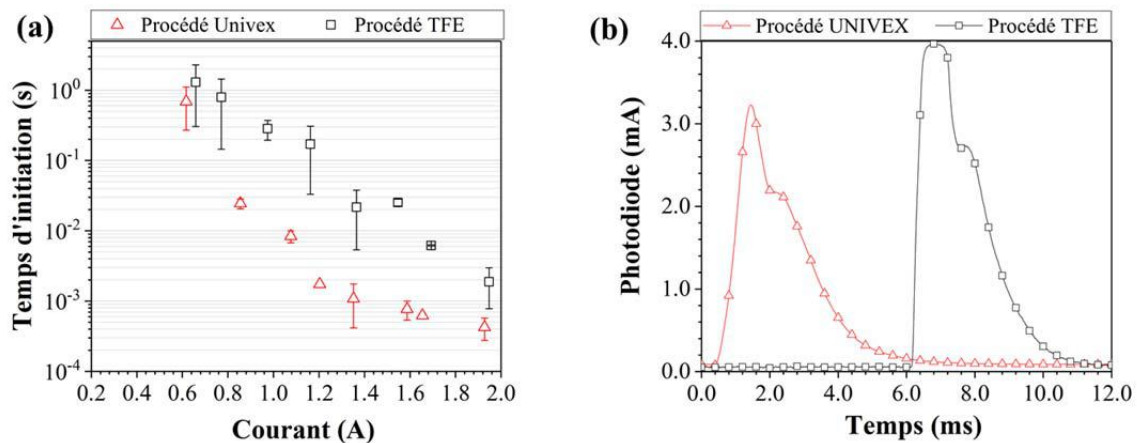 (a)
Procédé Univex
Procédé TFE
Temps d'initiation (s)
10⁰
10⁻¹
10⁻²
10⁻³
10⁻⁴
0.2 0.4 0.6 0.8 1.0 1.2 1.4 1.6 1.8 2.0
Courant (A)
(b)
Procédé UNIVEX
Procédé TFE
Photodiode (mA)
4.0
3.0
2.0
1.0
0.0
0.0 2.0 4.0 6.0 8.0 10.0 12.0
Temps (ms)